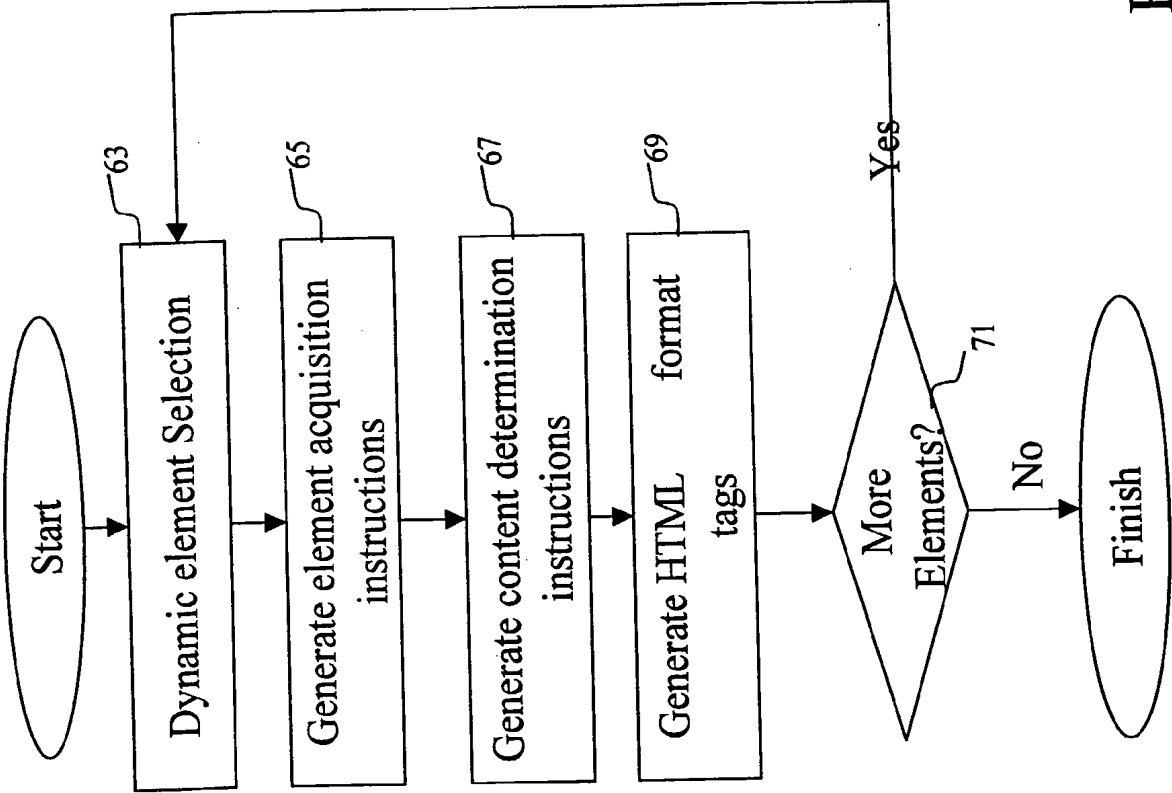 Start
63
Dynamic element Selection
65
Generate element acquisition
instructions
67
Generate content determination
instructions
69
Generate HTML format
tags
More
Elements?
71
Yes
No
Finish